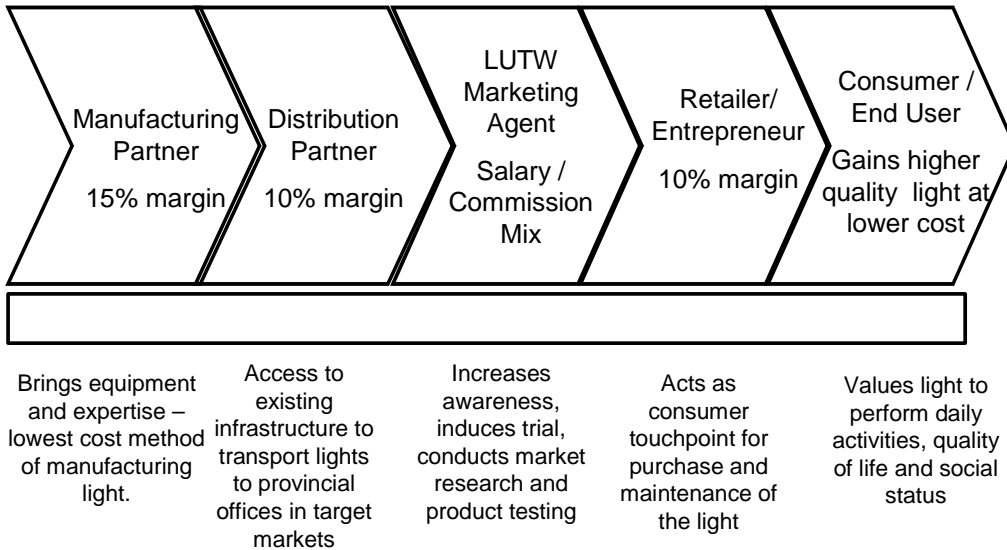 Manufacturing
Partner
15% margin
Distribution
Partner
10% margin
LUTW
Marketing
Agent
Salary /
Commission
Mix
Retailer/
Entrepreneur
10% margin
Consumer /
End User
Gains higher
quality light at
lower cost
Brings equipment
and expertise –
lowest cost method
of manufacturing
light.
Access to
existing
infrastructure to
transport lights
to provincial
offices in target
markets
Increases
awareness,
induces trial,
conducts market
research and
product testing
Acts as
consumer
touchpoint for
purchase and
maintenance of
the light
Values light to
perform daily
activities, quality
of life and social
status